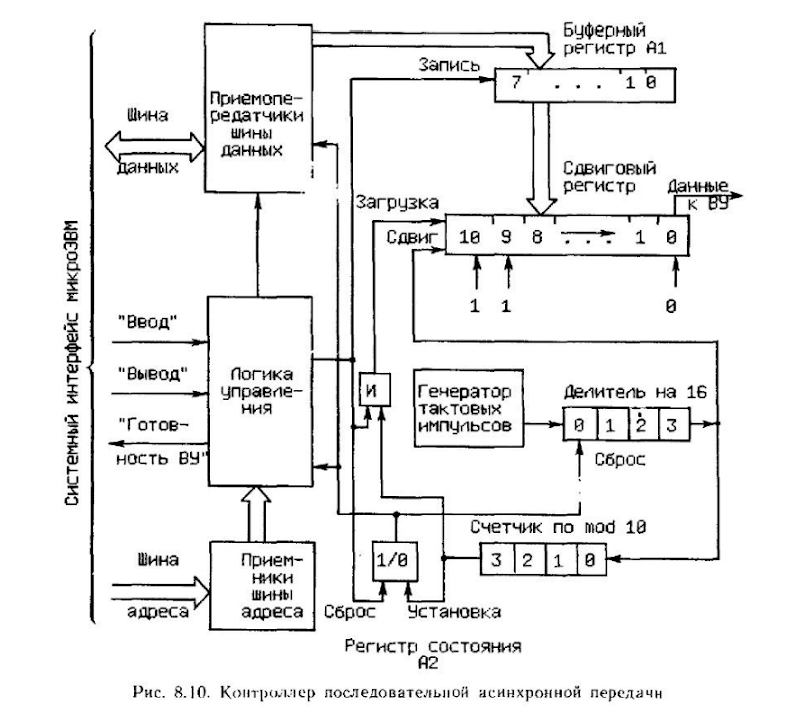 Буферный
регистр А1
Запись
7 . . . 1 0
Приемопе-
редатчики
шины
данных
Шина
данных
Сдвиговый
регистр
Данные
к ВУ
Загрузка
Сдвиг
10 9 8 . . . 1 0
1 1 0
Системный интерфейс микроЭВМ
"Ввод"
"Вывод"
"Готов-
ность ВУ"
Логика
управле-
ния
И
Генератор
тактовых
импульсов
Делитель на 16
0 1 2 3
Сброс
Счетчик по mod 10
3 2 1 0
1/0
Шина
адреса
Прием-
ники
шины
адреса
Сброс
Установка
Регистр состояния
А2
Рис. 8.10. Контроллер последовательной асинхронной передачи